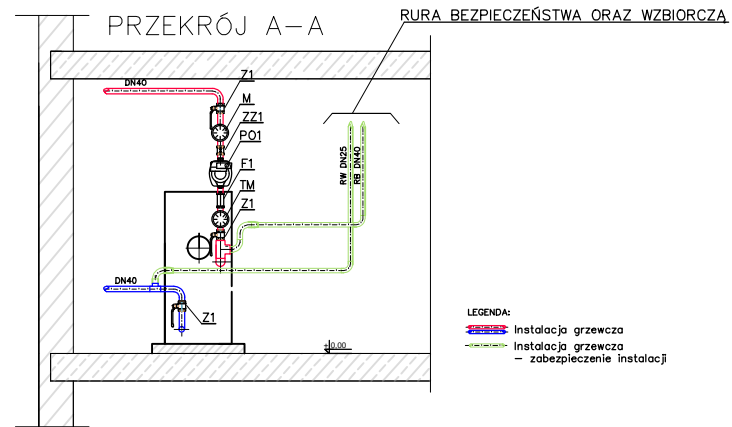 RURA BEZPIECZEŃSTWA ORAZ WZBIORCZĄ
PRZEKRÓJ A–A
DN40
Z1
M
ZZ1
PO1
F1
TM
Z1
RW DN25
RB DN40
DN40
Z1
±0.00
LEGENDA:
Instalacja grzewcza
Instalacja grzewcza
– zabezpieczenie instalacji